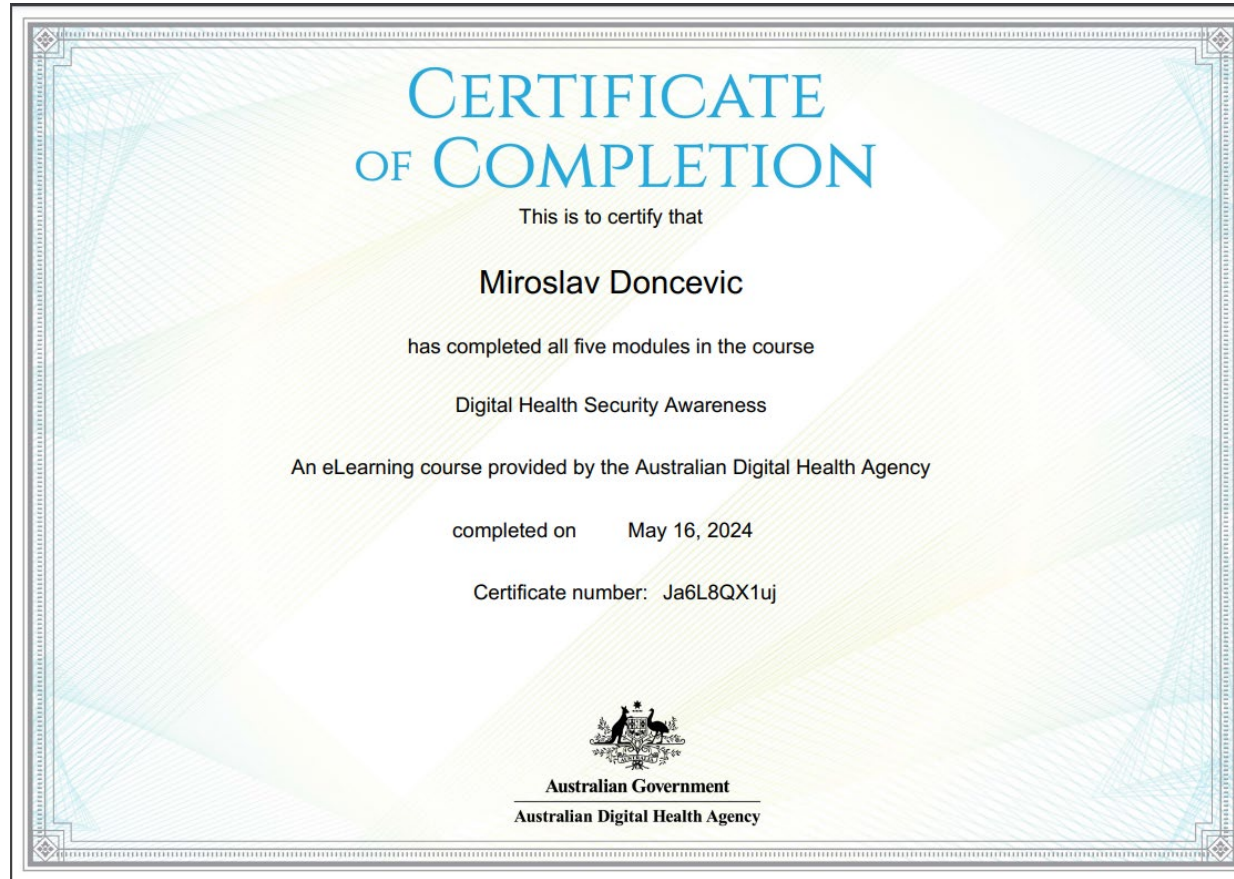 CERTIFICATE
OF COMPLETION
This is to certify that
Miroslav Doncevic
has completed all five modules in the course
Digital Health Security Awareness
An eLearning course provided by the Australian Digital Health Agency
completed on May 16, 2024
Certificate number: Ja6L8QX1uj
AUSTRALIA
Australian Government
Australian Digital Health Agency